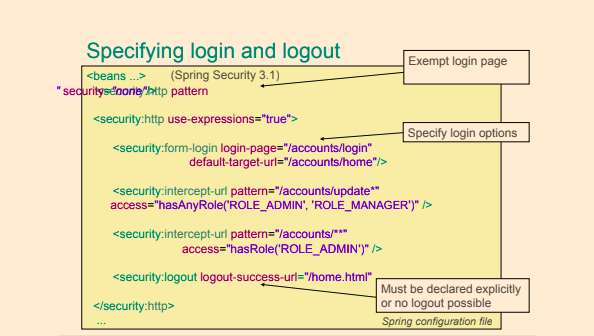 Specifying login and logout
Exempt login page
<beans ...> (Spring Security 3.1)
<security:http pattern
" security="none"/>
<security:http use-expressions="true">
Specify login options
<security:form-login login-page="/accounts/login"
default-target-url="/accounts/home"/>
<security:intercept-url pattern="/accounts/update*"
access="hasAnyRole('ROLE_ADMIN', 'ROLE_MANAGER')" />
<security:intercept-url pattern="/accounts/**"
access="hasRole('ROLE_ADMIN')" />
<security:logout logout-success-url="/home.html"
Must be declared explicitly
or no logout possible
</security:http>
...
Spring configuration file